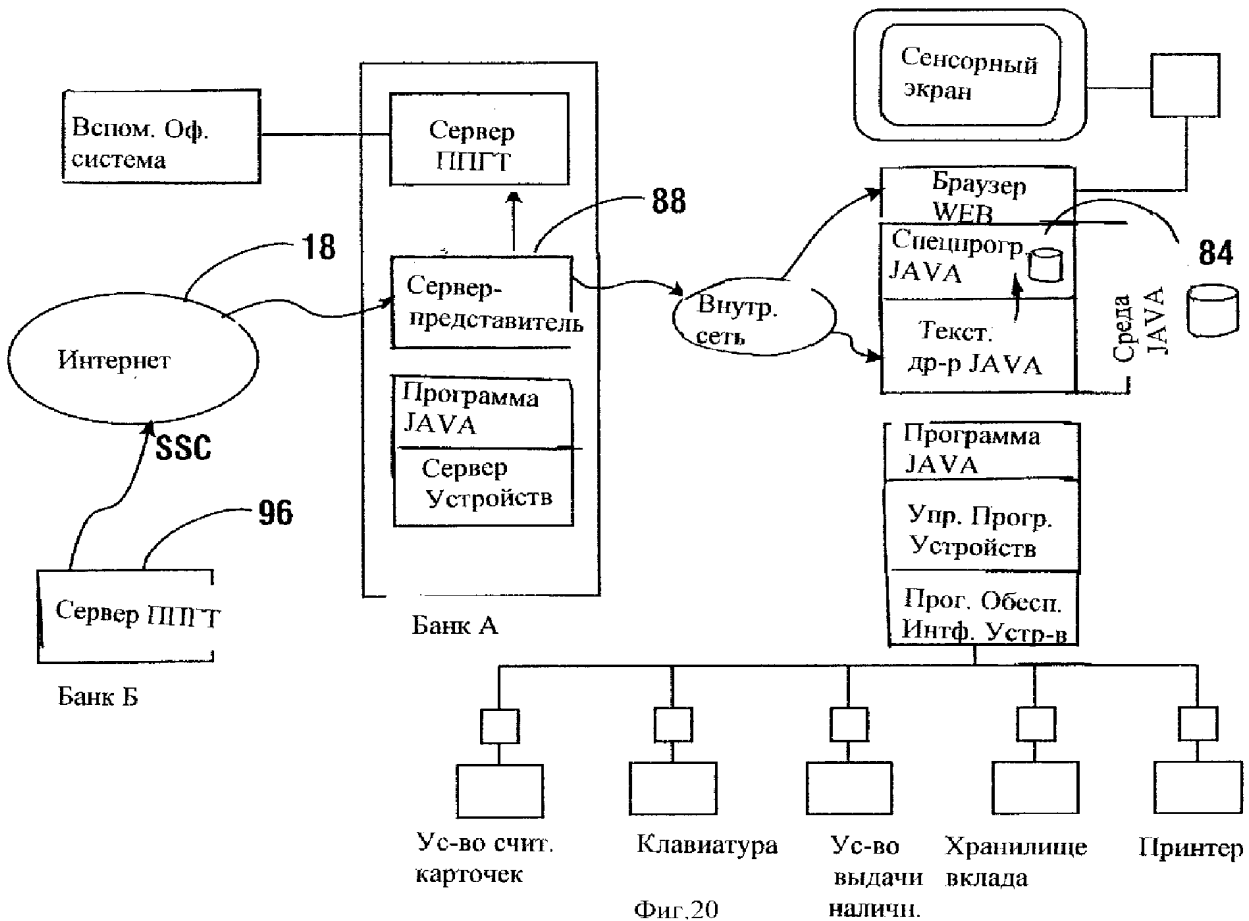 Сенсорный
экран
Вспом. Оф.
система
Сервер
ППГТ
88
Браузер
WEB
18
Спецпрогр.
JAVA
84
Сервер-
представитель
Внутр.
сеть
Интернет
Текст.
др-р JAVA
Среда
JAVA
Программа
JAVA
SSC
Сервер
Устройств
Программа
JAVA
96
Упр. Прогр.
Устройств
Сервер ППГТ
Банк А
Прог. Обесп.
Интф. Устр-в
Банк Б
Ус-во счит.
карточек
Клавиатура
Ус-во
выдачи
наличн.
Хранилище
вклада
Принтер
Фиг.20